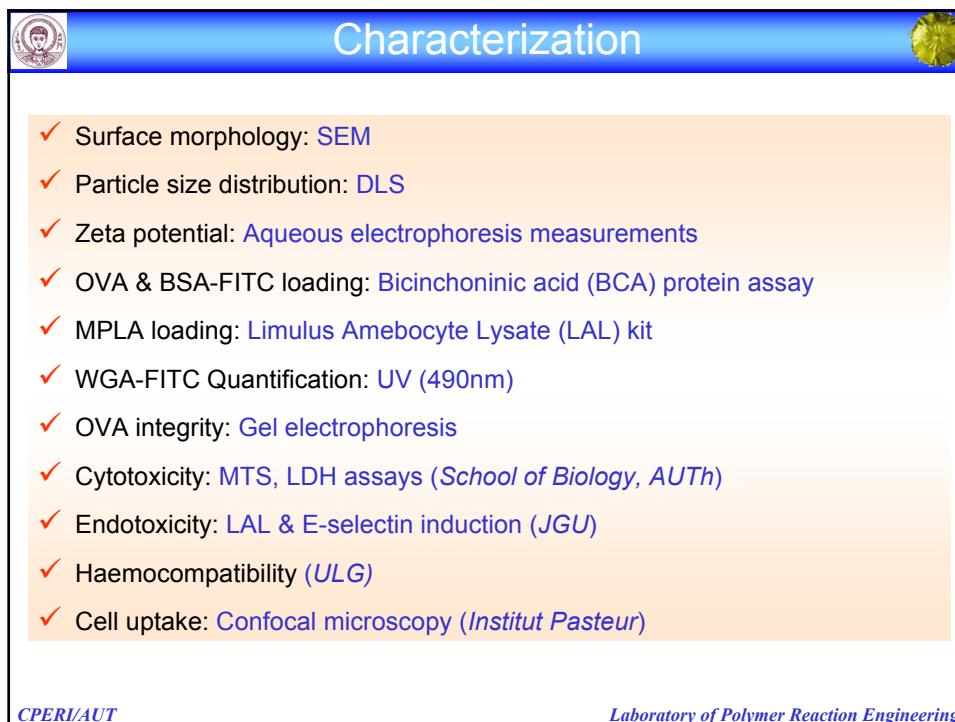 Characterization
✓ Surface morphology: SEM
✓ Particle size distribution: DLS
✓ Zeta potential: Aqueous electrophoresis measurements
✓ OVA & BSA-FITC loading: Bicinchoninic acid (BCA) protein assay
✓ MPLA loading: Limulus Amebocyte Lysate (LAL) kit
✓ WGA-FITC Quantification: UV (490nm)
✓ OVA integrity: Gel electrophoresis
✓ Cytotoxicity: MTS, LDH assays (School of Biology, AUTh)
✓ Endotoxicity: LAL & E-selectin induction (JGU)
✓ Haemocompatibility (ULG)
✓ Cell uptake: Confocal microscopy (Institut Pasteur)
CPERI/AUT
Laboratory of Polymer Reaction Engineering